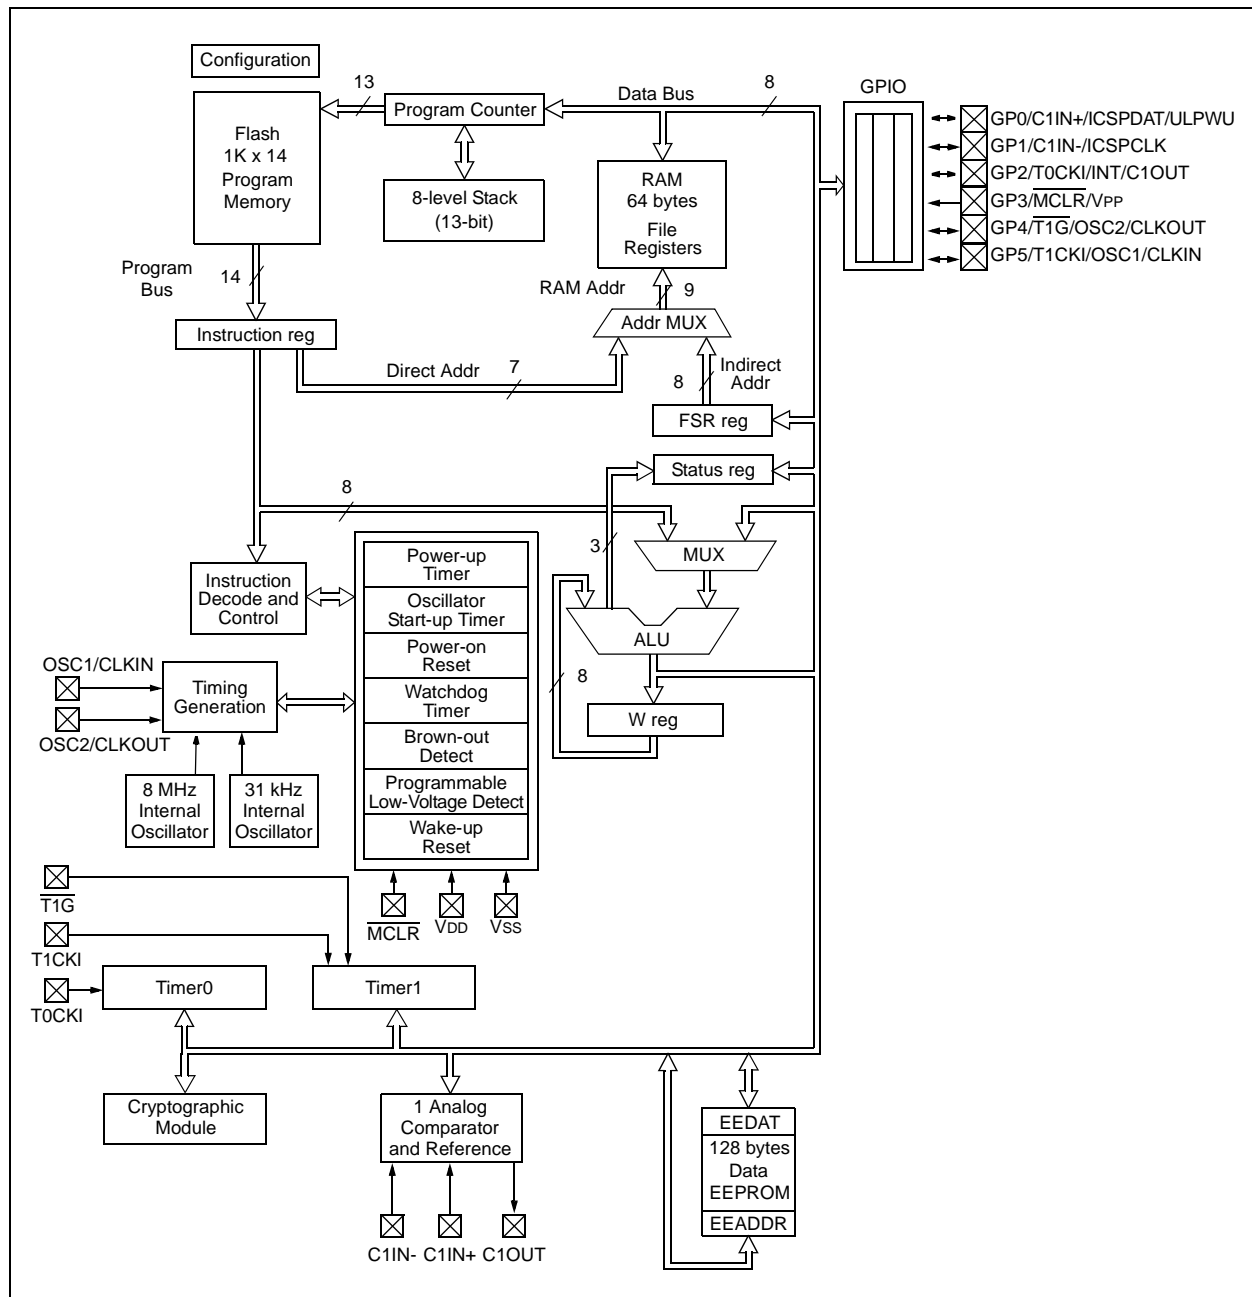 Configuration
13
Program Counter
Data Bus
8
GPIO
Flash
1K x 14
Program
Memory
8-level Stack
(13-bit)
RAM
64 bytes
File
Registers
GP0/C1IN+/ICSPDAT/ULPWU
GP1/C1IN-/ICSPCLK
GP2/T0CKI/INT/C1OUT
GP3/MCLR/VPP
GP4/T1G/OSC2/CLKOUT
GP5/T1CKI/OSC1/CLKIN
Program
Bus
14
RAM Addr
9
Instruction reg
Addr MUX
Direct Addr
7
8
Indirect
Addr
FSR reg
Status reg
8
3
MUX
Instruction
Decode and
Control
Power-up
Timer
Oscillator
Start-up Timer
Power-on
Reset
Watchdog
Timer
Brown-out
Detect
Programmable
Low-Voltage Detect
Wake-up
Reset
ALU
8
W reg
OSC1/CLKIN
Timing
Generation
OSC2/CLKOUT
8 MHz
Internal
Oscillator
31 kHz
Internal
Oscillator
T1G
MCLR
VDD
VSS
T1CKI
T0CKI
Timer0
Timer1
Cryptographic
Module
1 Analog
Comparator
and Reference
EEDAT
128 bytes
Data
EEPROM
EEADDR
C1IN-
C1IN+
C1OUT